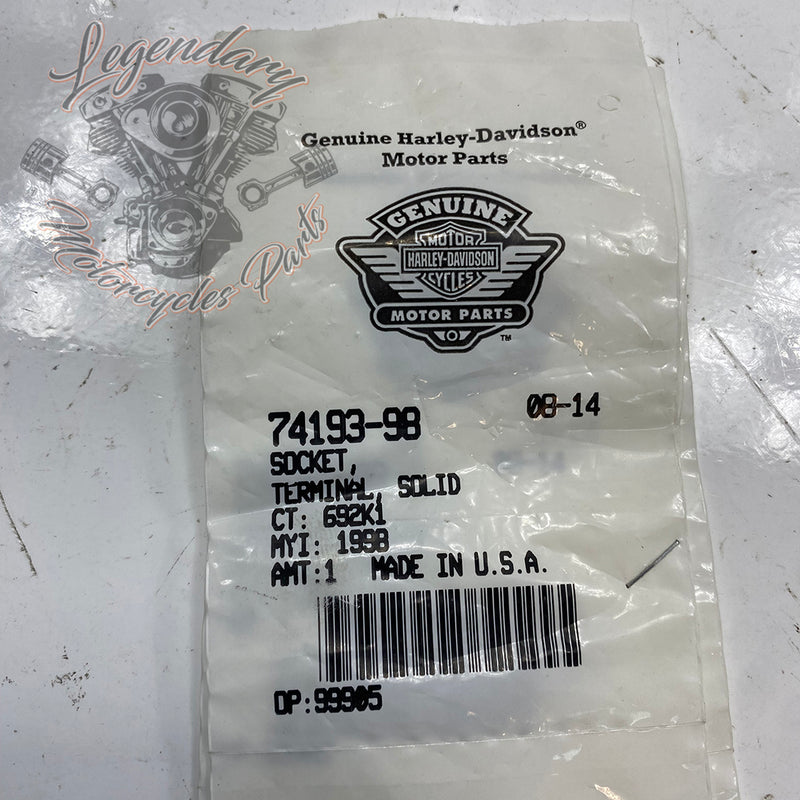 Legendary
Motorcycles Parts
Genuine Harley-Davidson®
Motor Parts
GENUINE
MOTOR
HARLEY-DAVIDSON
CYCLES
MOTOR PARTS
TM
74193-98
08-14
SOCKET,
TERMINAL, SOLID
CT: 692K1
MYI: 1998
AMT:1 MADE IN U.S.A.
OP:99905